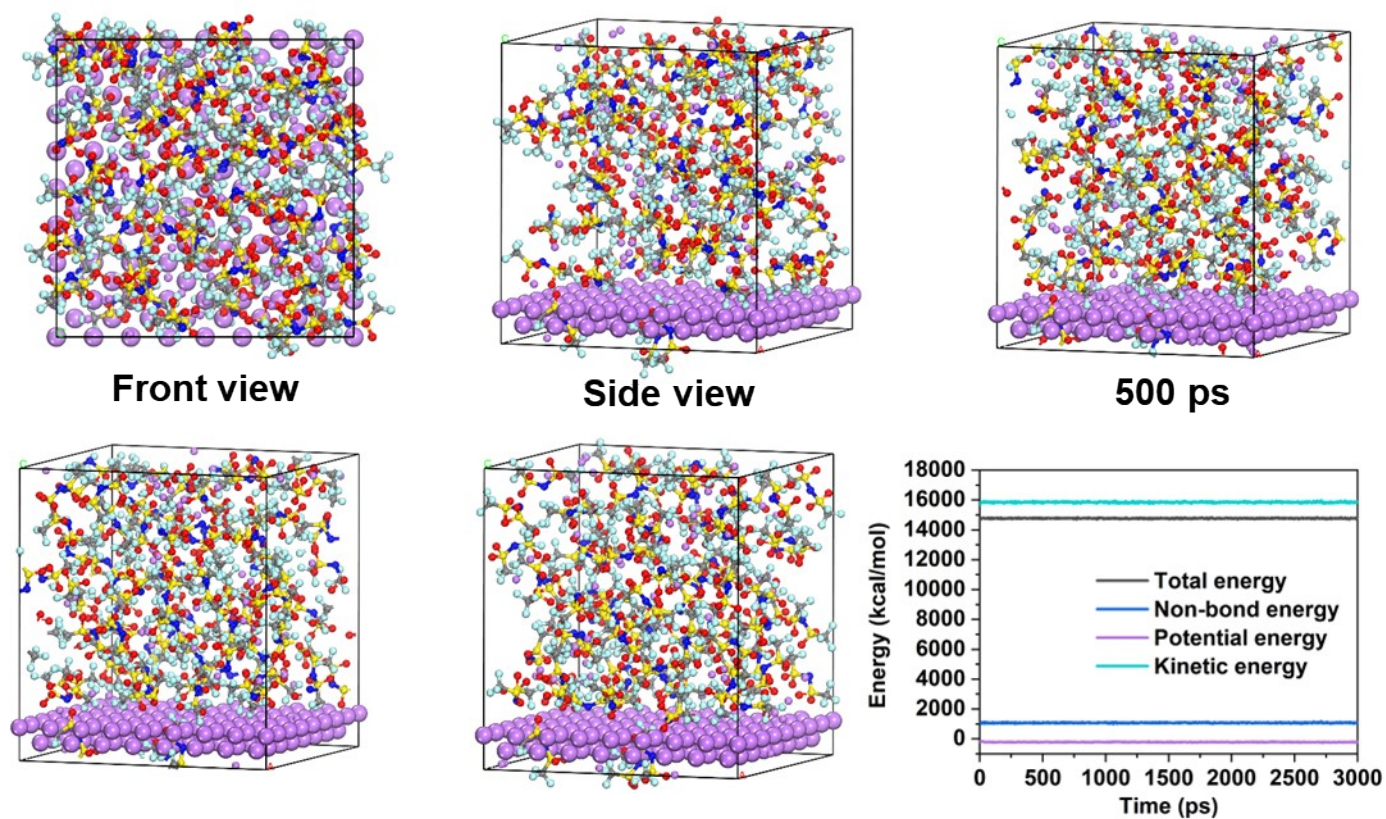 Front view
Side view
500 ps
18000
16000
14000
12000
10000
8000
6000
4000
2000
0
Energy (kcal/mol)
Total energy
Non-bond energy
Potential energy
Kinetic energy
0 500 1000 1500 2000 2500 3000
Time (ps)